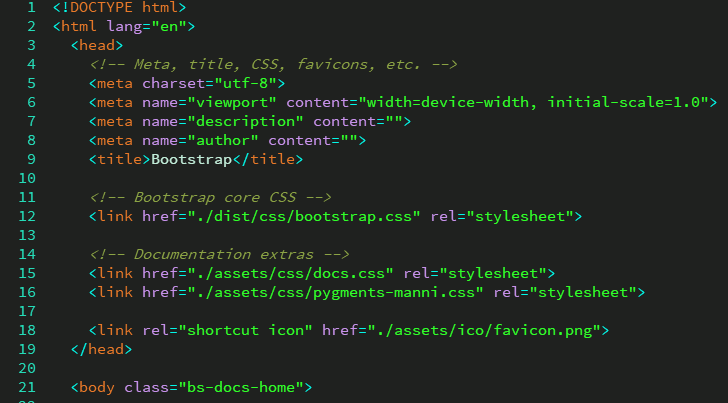 1 <!DOCTYPE html>
2 <html lang="en">
3   <head>
4     <!-- Meta, title, CSS, favicons, etc. -->
5     <meta charset="utf-8">
6     <meta name="viewport" content="width=device-width, initial-scale=1.0">
7     <meta name="description" content="">
8     <meta name="author" content="">
9     <title>Bootstrap</title>
10
11     <!-- Bootstrap core CSS -->
12     <link href="./dist/css/bootstrap.css" rel="stylesheet">
13
14     <!-- Documentation extras -->
15     <link href="./assets/css/docs.css" rel="stylesheet">
16     <link href="./assets/css/pygments-manni.css" rel="stylesheet">
17
18     <link rel="shortcut icon" href="./assets/ico/favicon.png">
19   </head>
20
21   <body class="bs-docs-home">